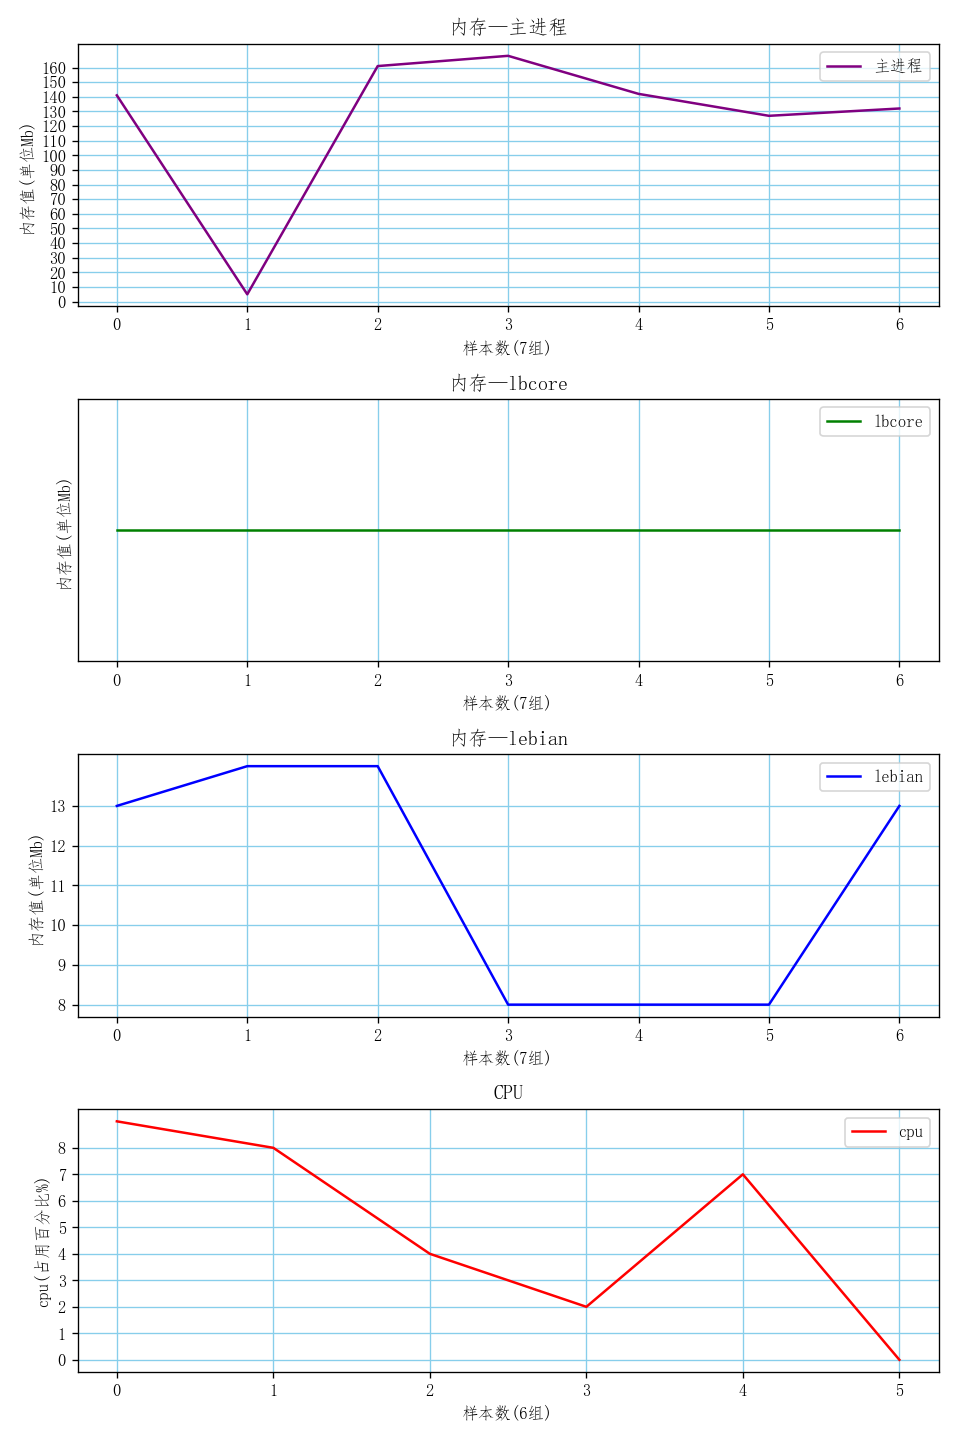 内存—主进程
主进程
内存值(单位Mb)
160
150
140
130
120
110
100
90
80
70
60
50
40
30
20
10
0
0 1 2 3 4 5 6
样本数(7组)
内存—lbcore
lbcore
内存值(单位Mb)
0 1 2 3 4 5 6
样本数(7组)
内存—lebian
lebian
内存值(单位Mb)
13
12
11
10
9
8
0 1 2 3 4 5 6
样本数(7组)
CPU
cpu
cpu(占用百分比%)
8
7
6
5
4
3
2
1
0
0 1 2 3 4 5
样本数(6组)